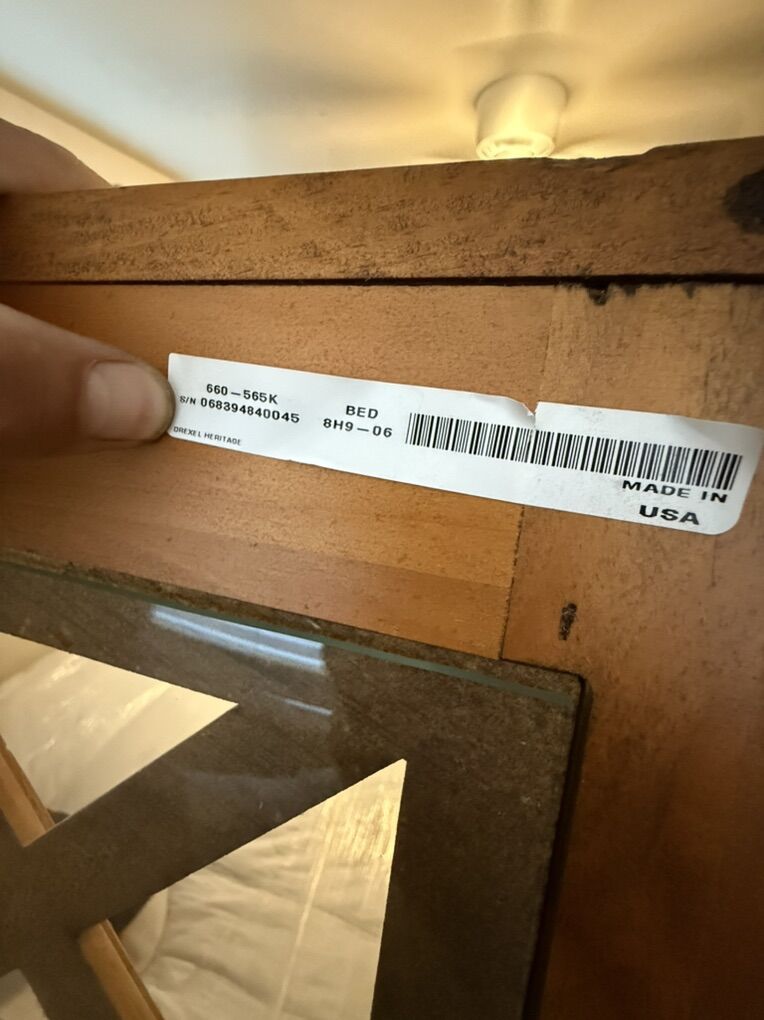 660-565K
S/N 068394840045
DREXEL HERITAGE
BED
8H9-06
MADE IN
USA